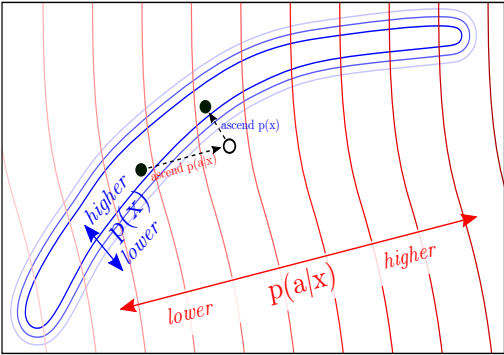 ascend p(x)
ascend p(a|x)
higher
p(x)
lower
higher
p(a|x)
lower